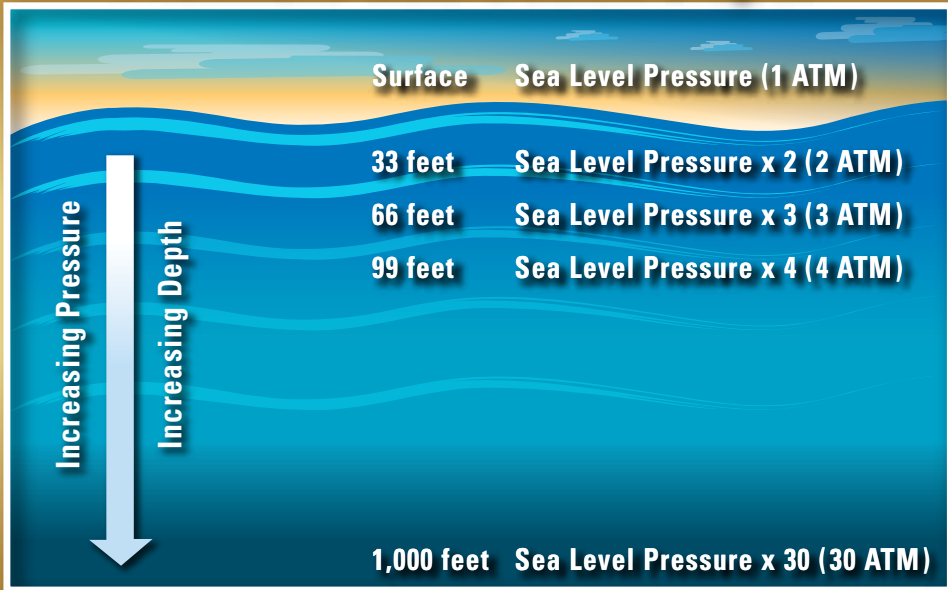 Surface Sea Level Pressure (1 ATM)
33 feet Sea Level Pressure x 2 (2 ATM)
66 feet Sea Level Pressure x 3 (3 ATM)
99 feet Sea Level Pressure x 4 (4 ATM)
Increasing Pressure
Increasing Depth
1,000 feet Sea Level Pressure x 30 (30 ATM)